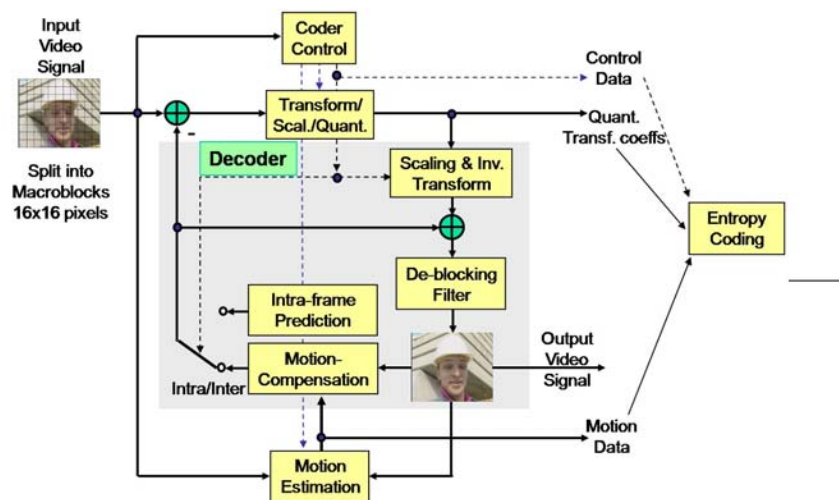 Input
Video
Signal
Coder
Control
Control
Data
Transform/
Scal./Quant.
-
Quant.
Transf. coeffs
Decoder
Split into
Macroblocks
16x16 pixels
Scaling & Inv.
Transform
Entropy
Coding
De-blocking
Filter
Intra-frame
Prediction
Output
Video
Signal
Motion-
Compensation
Intra/Inter
Motion
Data
Motion
Estimation